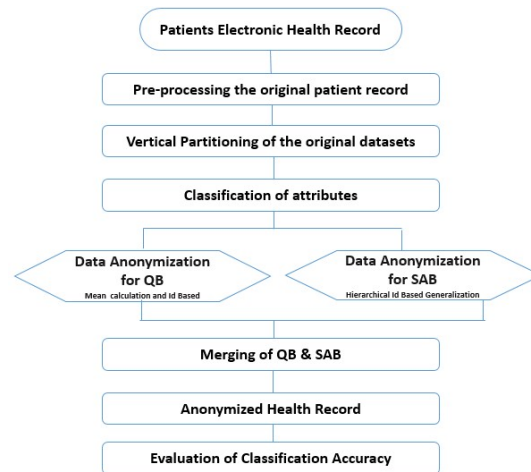 Patients Electronic Health Record
Pre-processing the original patient record
Vertical Partitioning of the original datasets
Classification of attributes
Data Anonymization
for QB
Mean calculation and Id Based
Data Anonymization
for SAB
Hierarchical Id Based Generalization
Merging of QB & SAB
Anonymized Health Record
Evaluation of Classification Accuracy